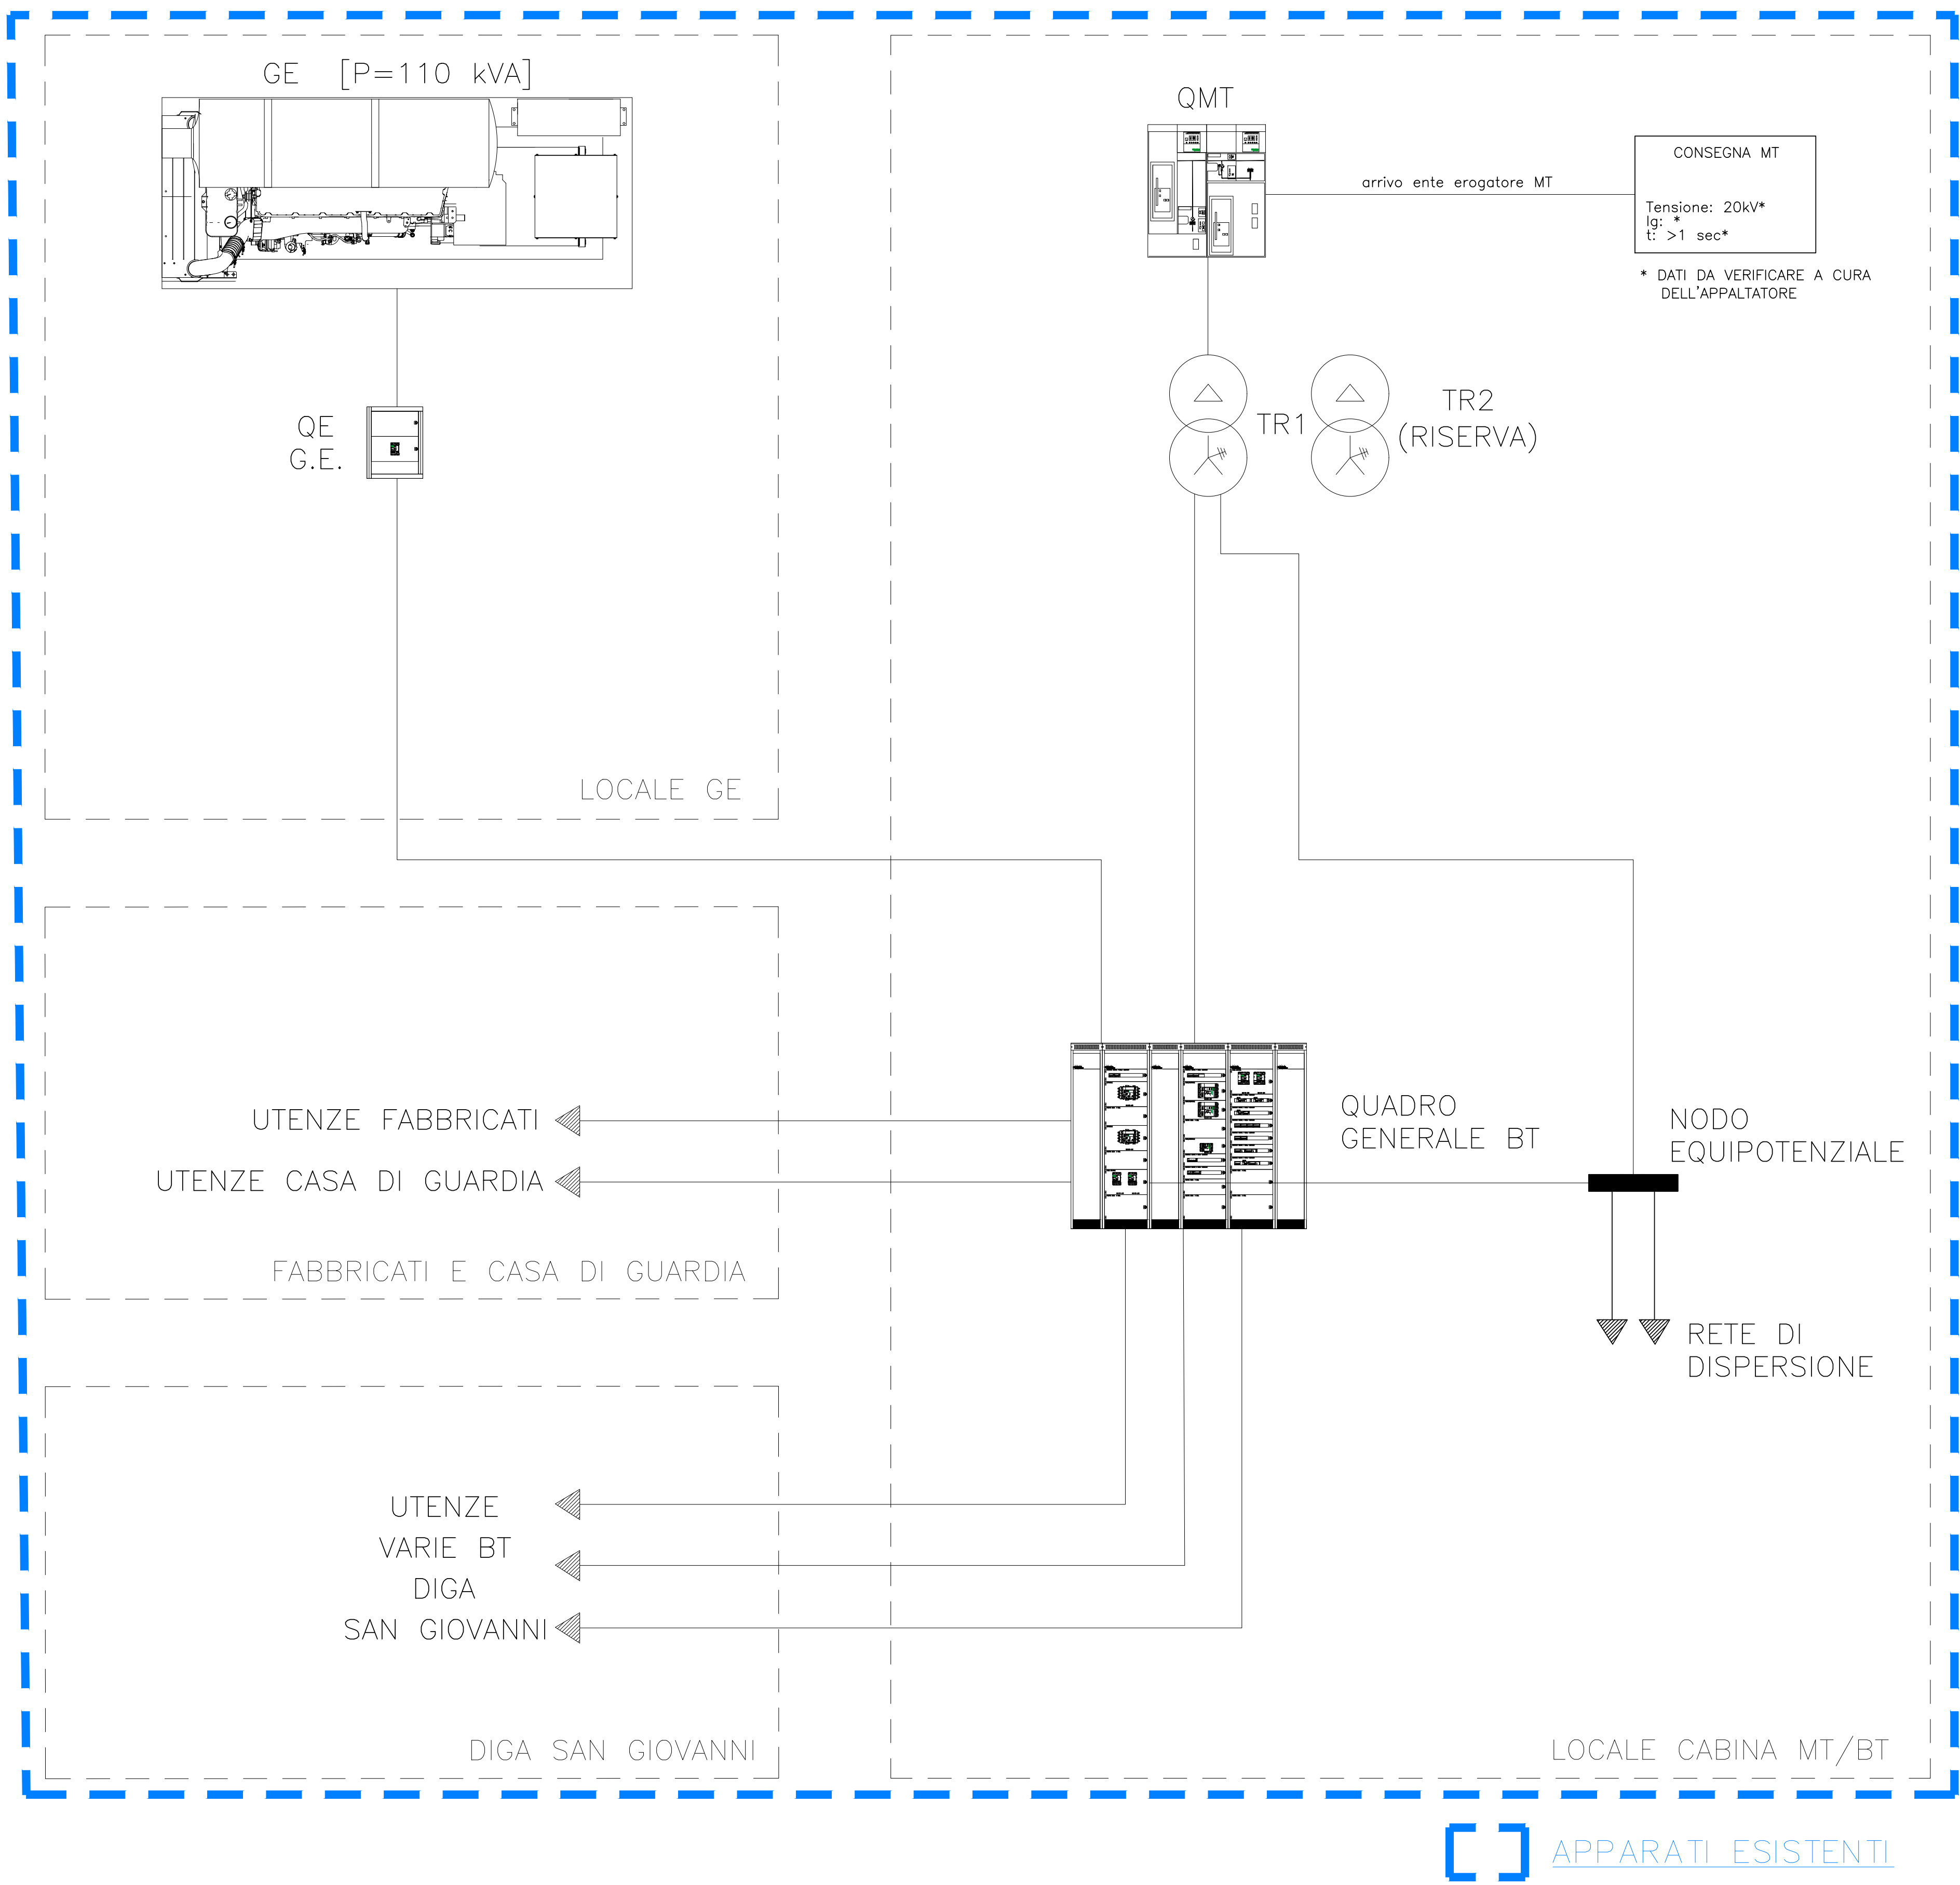 GE [P=110 kVA]
QE
G.E.
LOCALE GE
QMT
arrivo ente erogatore MT
CONSEGNA MT
Tensione: 20kV*
Ig: *
t: >1 sec*
* DATI DA VERIFICARE A CURA
DELL'APPALTATORE
TR1
TR2
(RISERVA)
UTENZE FABBRICATI
UTENZE CASA DI GUARDIA
FABBRICATI E CASA DI GUARDIA
QUADRO
GENERALE BT
NODO
EQUIPOTENZIALE
RETE DI
DISPERSIONE
UTENZE
VARIE BT
DIGA
SAN GIOVANNI
DIGA SAN GIOVANNI
LOCALE CABINA MT/BT
APPARATI ESISTENTI